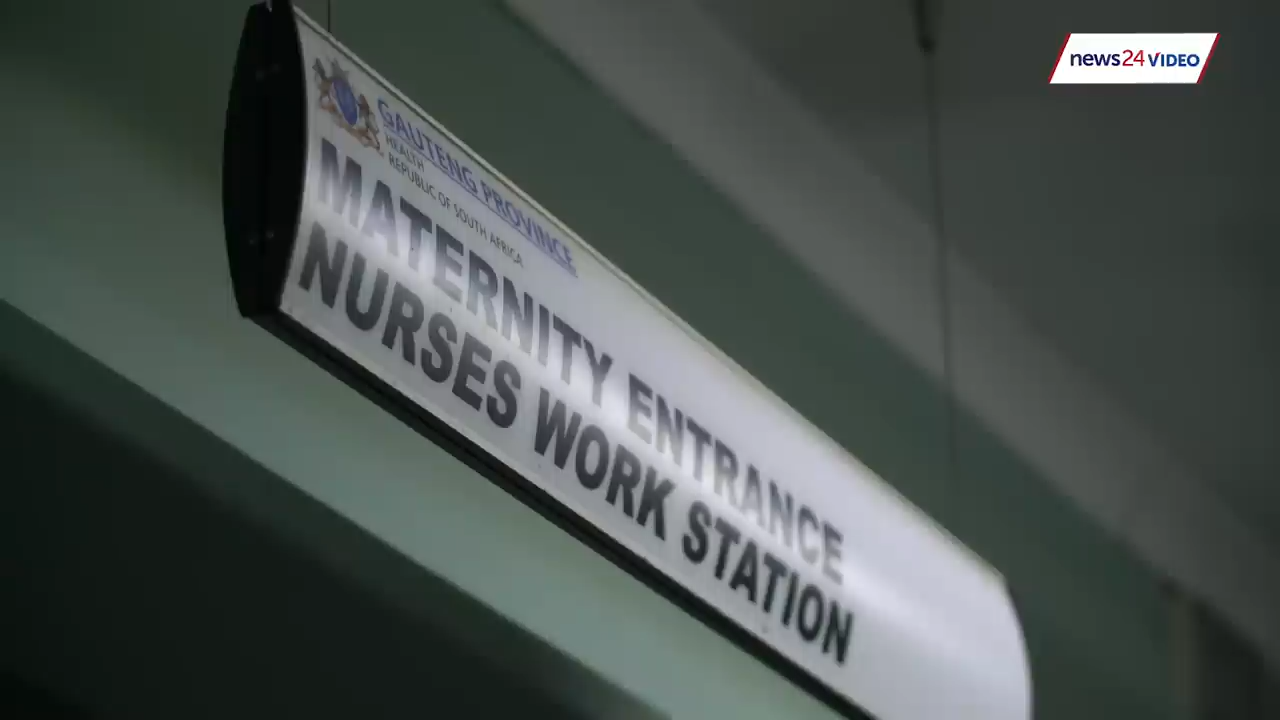 news24 VIDEO
GAUTENG PROVINCE
HEALTH
REPUBLIC OF SOUTH AFRICA
MATERNITY ENTRANCE
NURSES WORK STATION